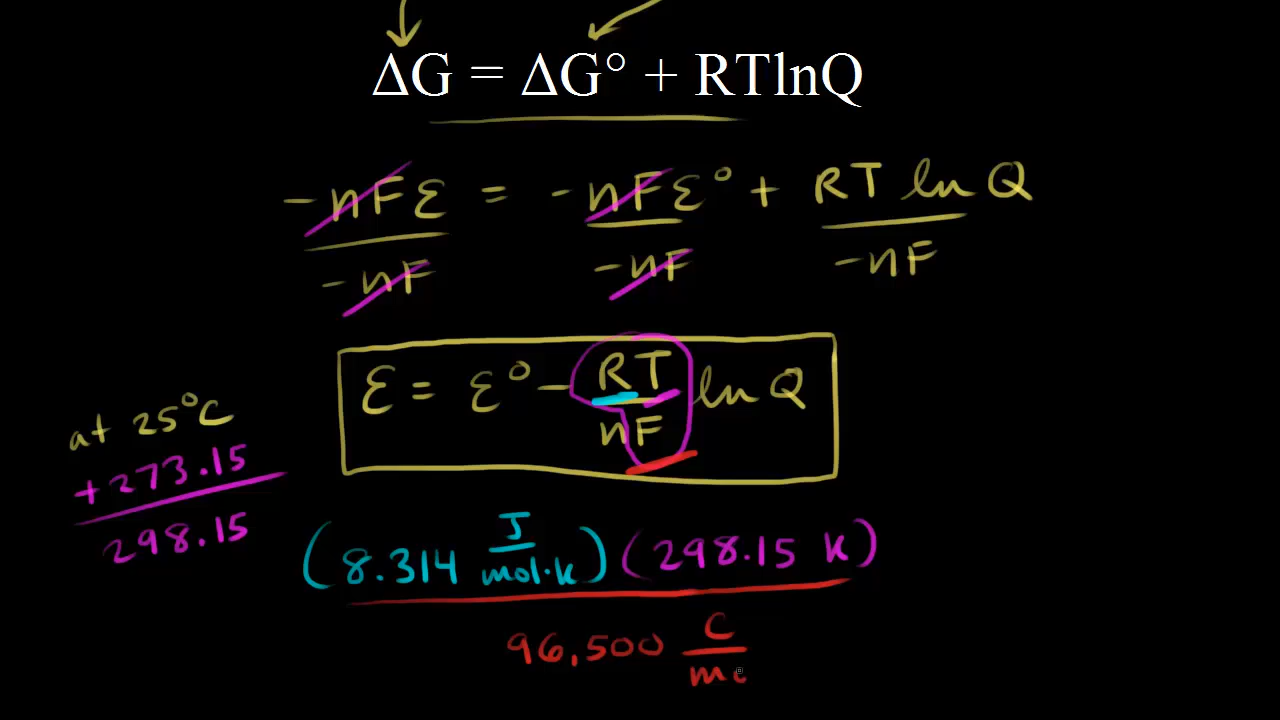 ΔG = ΔG° + RTlnQ
-nFε = -nFε° + RT ln Q
-nF -nF -nF
ε = ε° - RT ln Q
nF
at 25°C
+273.15
298.15
(8.314 J/mol·K)(298.15 K)
96,500 C